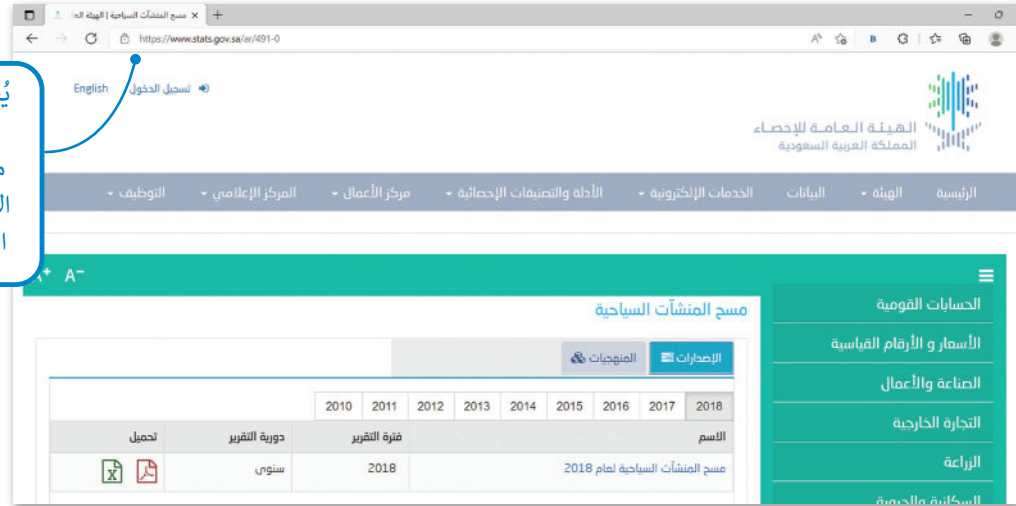 مسح المنشآت السياحية | الهيئة
https://www.stats.gov.sa/ar/491-0
تسجيل الدخول
English
الهيئة العامة للإحصاء
المملكة العربية السعودية
الرئيسية الهيئة البيانات الخدمات الإلكترونية الأدلة والتصنيفات الإحصائية مركز الأعمال المركز الإعلامي التوظيف
A+ A-
الحسابات القومية
الأسعار و الأرقام القياسية
الصناعة والأعمال
التجارة الخارجية
الزراعة
مسح المنشآت السياحية
الإصدارات المنهجيات
2018 2017 2016 2015 2014 2013 2012 2011 2010
الاسم فترة التقرير دورية التقرير تحميل
مسح المنشآت السياحية لعام 2018 2018 سنوي